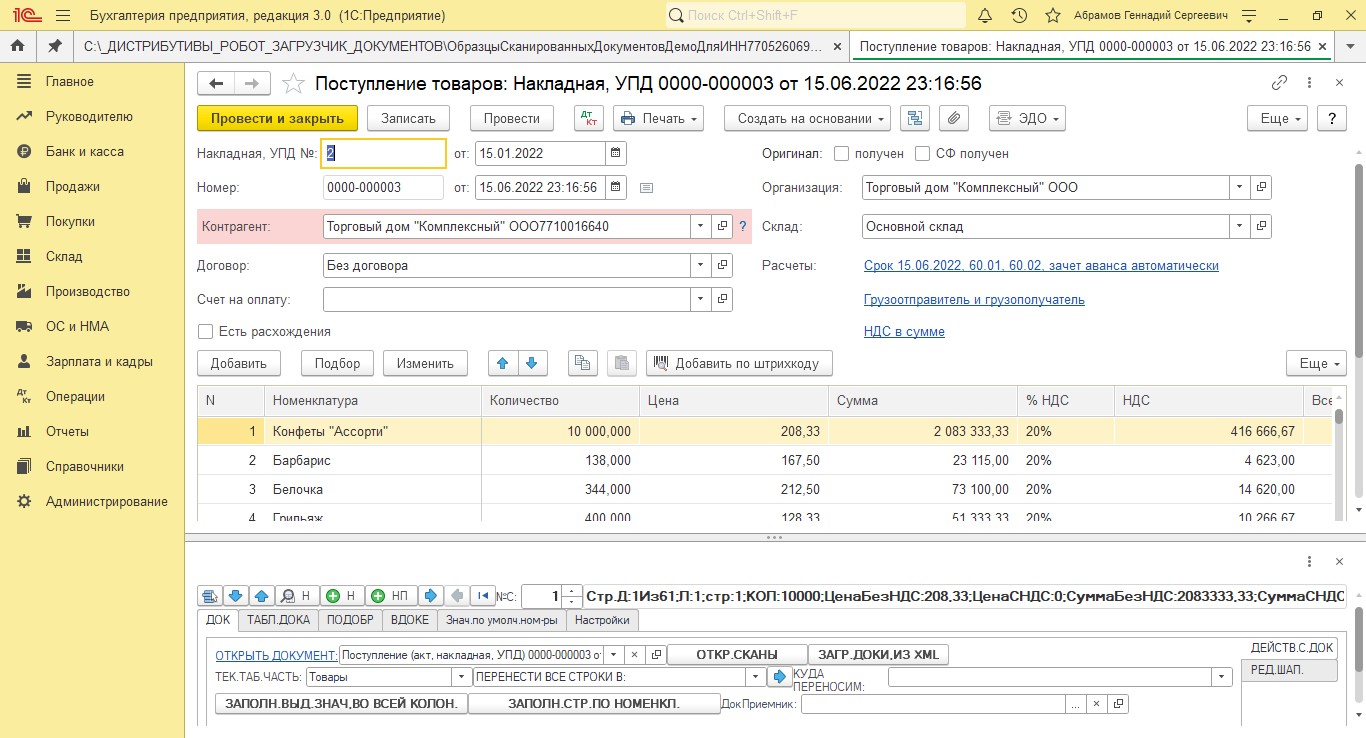 1С Бухгалтерия предприятия, редакция 3.0 (1С:Предприятие) Поиск Ctrl+Shift+F Абрамов Геннадий Сергеевич
C:\_ДИСТРИБУТИВЫ_РОБОТ_ЗАГРУЗЧИК_ДОКУМЕНТОВ\ОбразцыСканированныхДокументовДемоДляИНН770526069... Поступление товаров: Накладная, УПД 0000-000003 от 15.06.2022 23:16:56
Главное
Руководителю
Банк и касса
Продажи
Покупки
Склад
Производство
ОС и НМА
Зарплата и кадры
Операции
Отчеты
Справочники
Администрирование
Поступление товаров: Накладная, УПД 0000-000003 от 15.06.2022 23:16:56
Провести и закрыть Записать Провести Дт Кт Печать Создать на основании ЭДО Еще ?
Накладная, УПД №: 2 от: 15.01.2022 Оригинал: получен СФ получен
Номер: 0000-000003 от: 15.06.2022 23:16:56 Организация: Торговый дом "Комплексный" ООО
Контрагент: Торговый дом "Комплексный" ООО7710016640 ? Склад: Основной склад
Договор: Без договора Расчеты: Срок 15.06.2022, 60.01, 60.02, зачет аванса автоматически
Счет на оплату: Грузоотправитель и грузополучатель
Есть расхождения НДС в сумме
Добавить Подбор Изменить Добавить по штрихкоду Еще
N Номенклатура Количество Цена Сумма % НДС НДС Все
1 Конфеты "Ассорти" 10 000,000 208,33 2 083 333,33 20% 416 666,67
2 Барбарис 138,000 167,50 23 115,00 20% 4 623,00
3 Белочка 344,000 212,50 73 100,00 20% 14 620,00
4 Грильяж 400,000 128,33 51 333,33 20% 10 266,67
Н Н НП №С: 1 Стр.Д:1Из61;П:1;стр:1;КОЛ:10000;ЦенаБезНДС:208,33;ЦенаСНДС:0;СуммаБезНДС:2083333,33;СуммаСНДС
ДОК ТАБЛ.ДОКА ПОДОБР ВДОКЕ Знач.по умолч.ном-ры Настройки
ОТКРЫТЬ ДОКУМЕНТ: Поступление (акт, накладная, УПД) 0000-000003 от ОТКР.СКАНЫ ЗАГР.ДОКИ,ИЗ XML ДЕЙСТВ.С.ДОК
ТЕК.ТАБ.ЧАСТЬ: Товары ПЕРЕНЕСТИ ВСЕ СТРОКИ В: КУДА ПЕРЕНОСИМ: РЕД.ШАП.
ЗАПОЛН.ВЫД.ЗНАЧ,ВО ВСЕЙ КОЛОН. ЗАПОЛН.СТР.ПО НОМЕНКЛ. ДокПриемник: ...